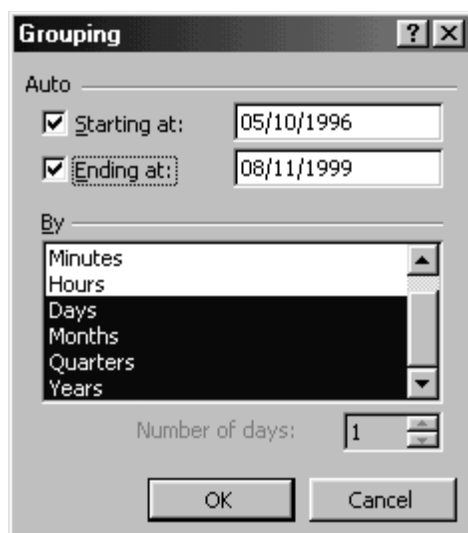 Grouping
Auto
Starting at: 05/10/1996
Ending at: 08/11/1999
By
Minutes
Hours
Days
Months
Quarters
Years
Number of days: 1
OK Cancel